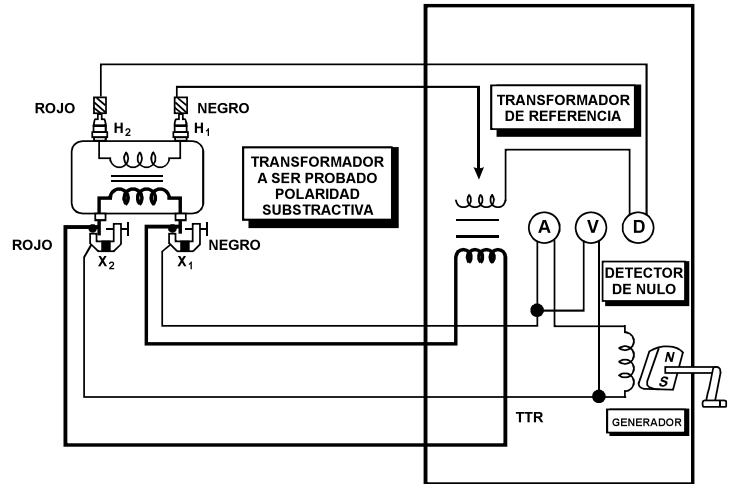 ROJO
NEGRO
H2
H1
TRANSFORMADOR
DE REFERENCIA
TRANSFORMADOR
A SER PROBADO
POLARIDAD
SUBSTRACTIVA
ROJO
NEGRO
X2
X1
A
V
D
DETECTOR
DE NULO
N
S
TTR
GENERADOR